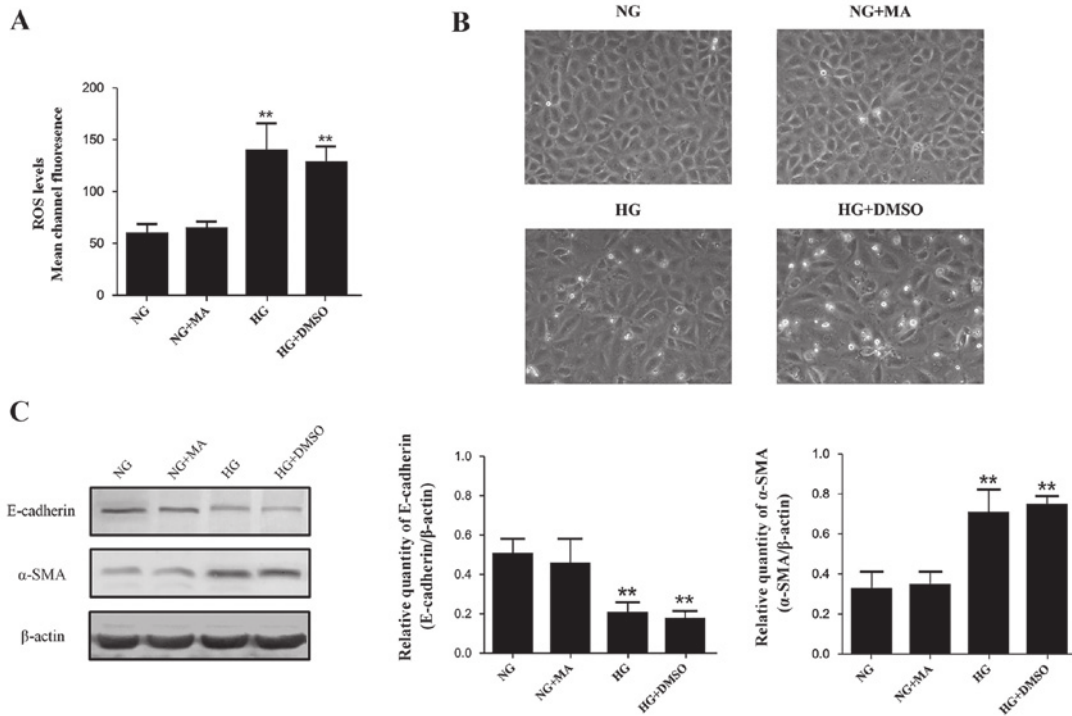 A
ROS levels
Mean channel fluoresence
200
150
100
50
0
**
**
NG
NG+MA
HG
HG+DMSO
B
NG
NG+MA
HG
HG+DMSO
C
NG
NG+MA
HG
HG+DMSO
E-cadherin
α-SMA
β-actin
Relative quantity of E-cadherin
(E-cadherin/β-actin)
1.0
0.8
0.6
0.4
0.2
0.0
**
**
NG
NG+MA
HG
HG+DMSO
Relative quantity of α-SMA
(α-SMA/β-actin)
1.0
0.8
0.6
0.4
0.2
0.0
**
**
NG
NG+MA
HG
HG+DMSO